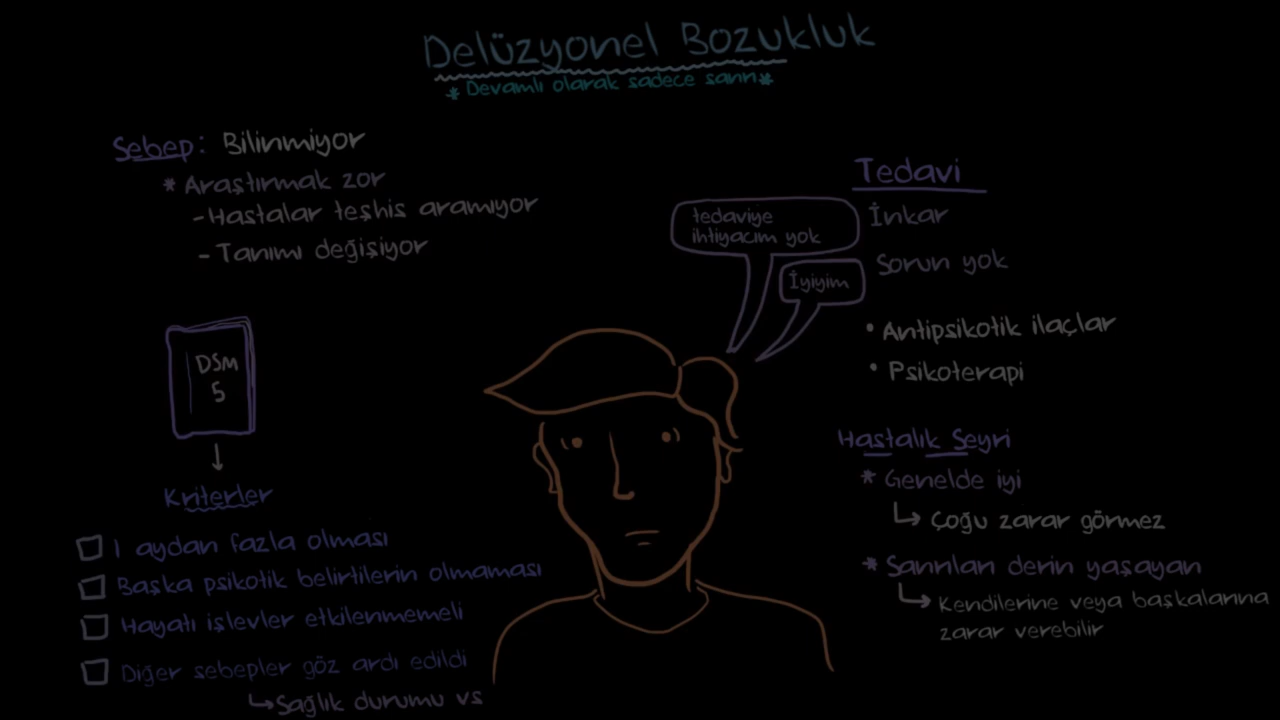 Delüzyonel Bozukluk
* Devamlı olarak sadece sanrı *
Sebep: Bilinmiyor
* Araştırmak zor
- Hastalar teşhis aramıyor
- Tanımı değişiyor
DSM
5
Kriterler
1 aydan fazla olması
Başka psikotik belirtilerin olmaması
Hayati işlevler etkilenmemeli
Diğer sebepler göz ardı edildi
Sağlık durumu vs
tedaviye
ihtiyacım yok
İyiyim
Tedavi
İnkar
Sorun yok
• Antipsikotik ilaçlar
• Psikoterapi
Hastalık Seyri
* Genelde iyi
Çoğu zarar görmez
* Sanrıları derin yaşayan
Kendilerine veya başkalarına
zarar verebilir